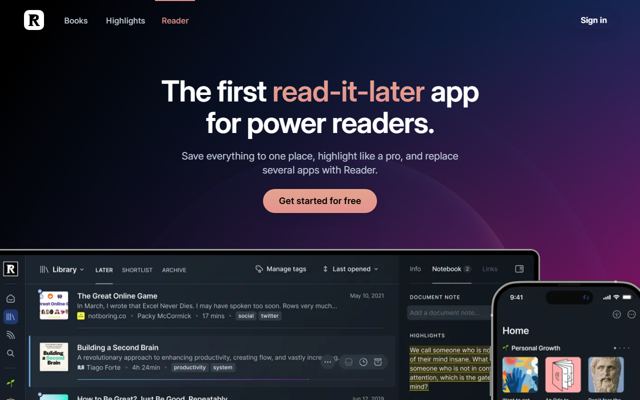 R Books Highlights Reader Sign in
The first read-it-later app
for power readers.
Save everything to one place, highlight like a pro, and replace
several apps with Reader.
Get started for free
R Library LATER SHORTLIST ARCHIVE Manage tags Last opened
Info Notebook 2 Links
The Great Online Game May 10, 2021
In March, I wrote that Excel Never Dies. I may have spoken too soon. Rows very much...
notboring.co • Packy McCormick • 17 mins • social twitter
Building a Second Brain
A revolutionary approach to enhancing productivity, creating flow, and vastly
Tiago Forte • 4h 24min • productivity system
How to Be Great? Just Be Good, Repeatably Jun 12, 2019
DOCUMENT NOTE
Add a document note...
HIGHLIGHTS
We call someone who is
of their mind insane. What
someone who is not in con
attention, which is the gate
mind?
9:41
Home
Personal Growth
Building
a Second
Brain